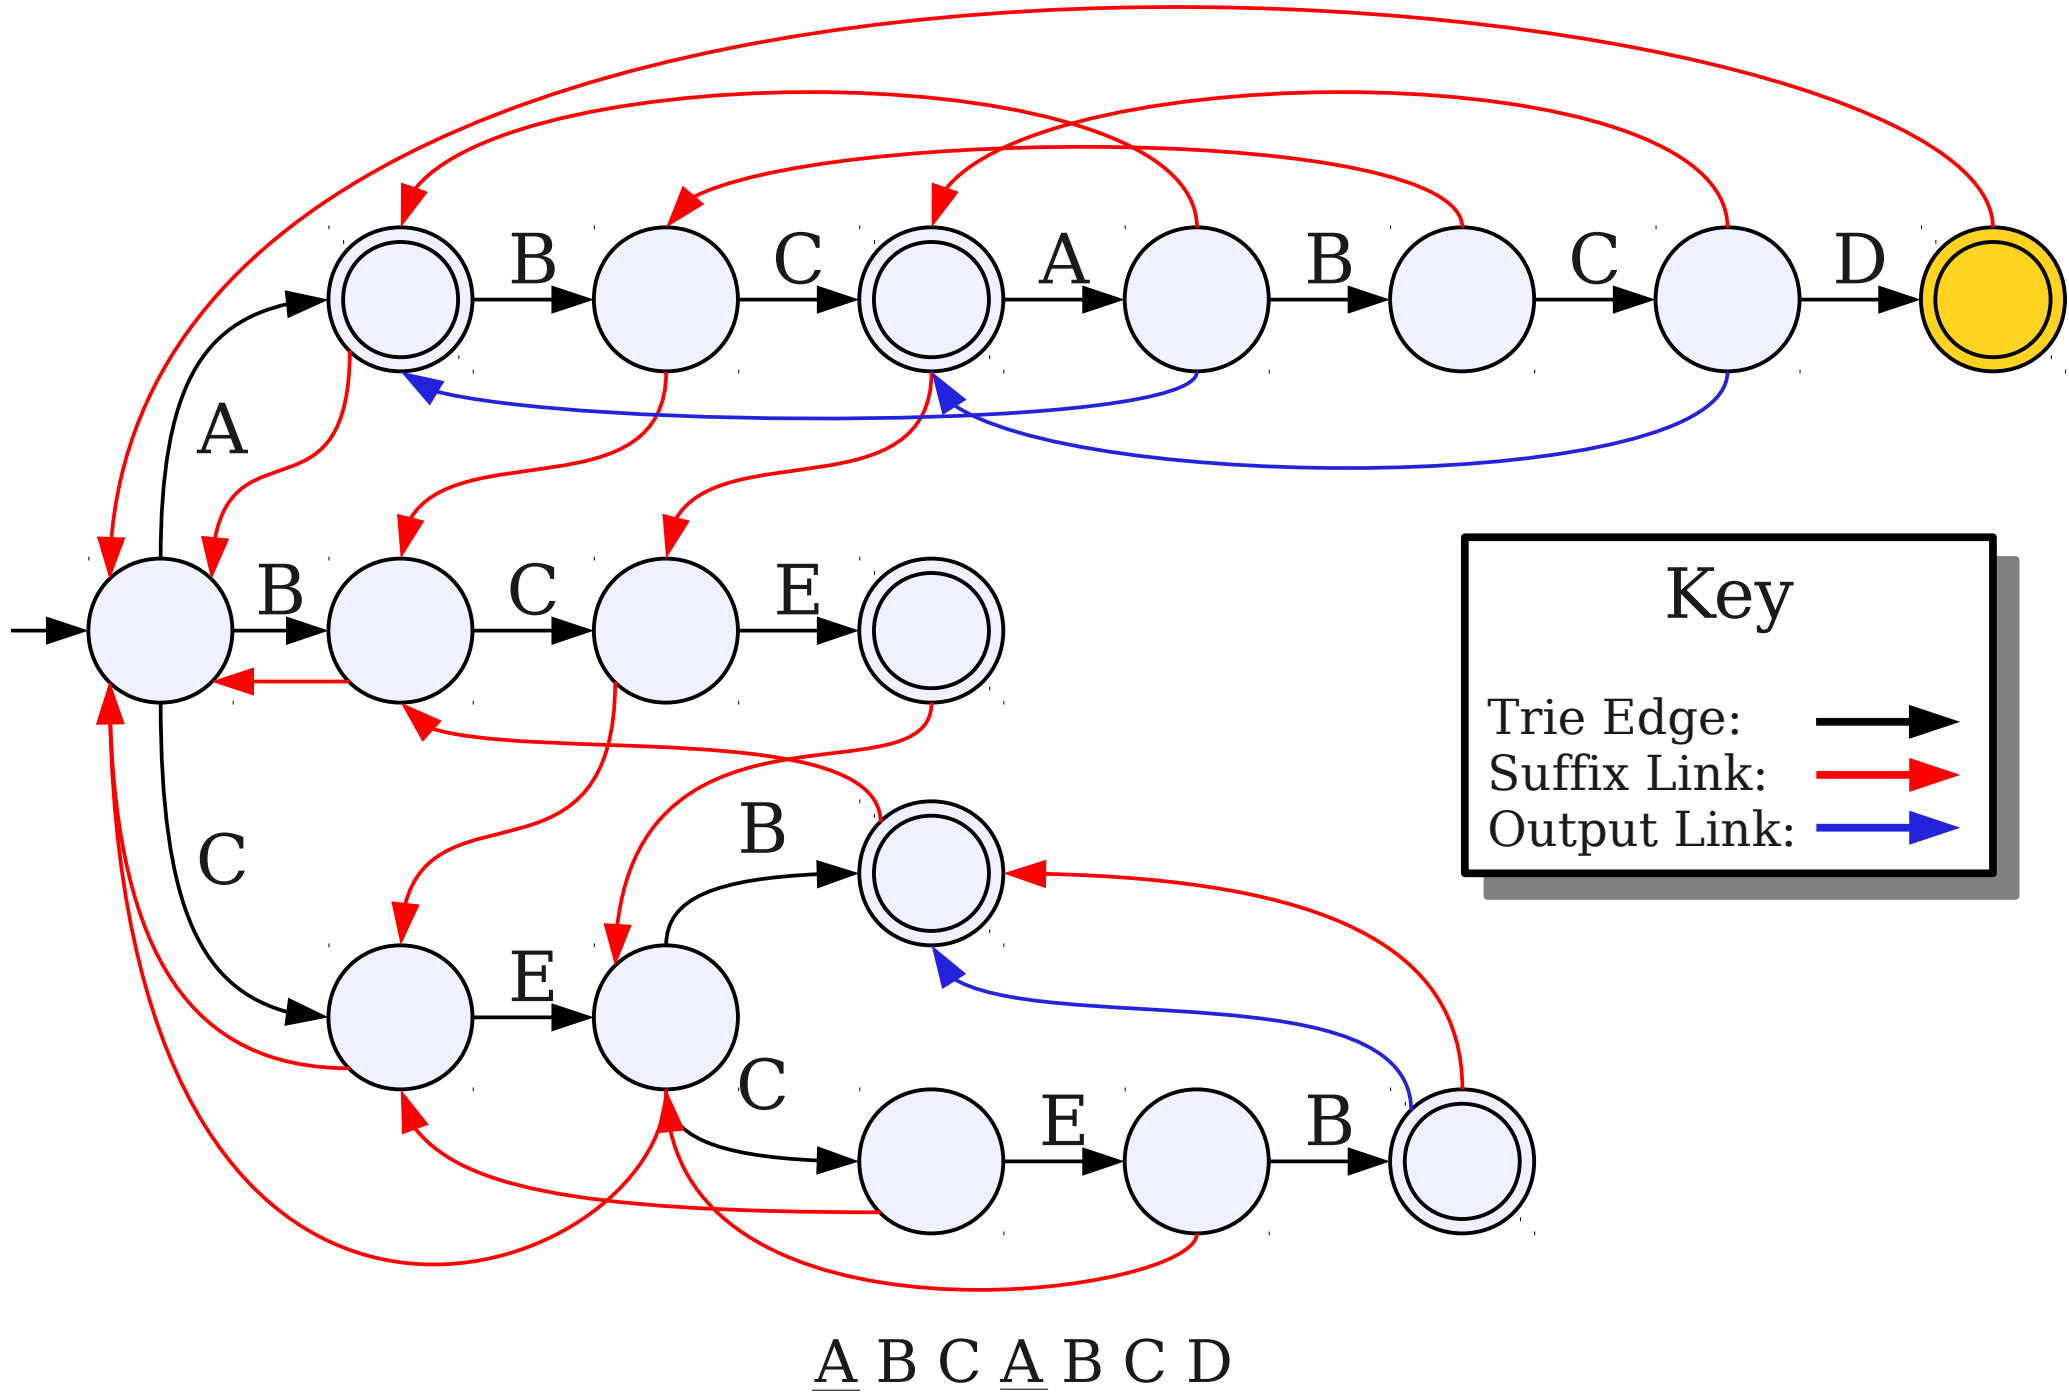 B C A B C D
A
B C E
Key
Trie Edge:
Suffix Link:
Output Link:
B
C
E
C
E B
A B C A B C D